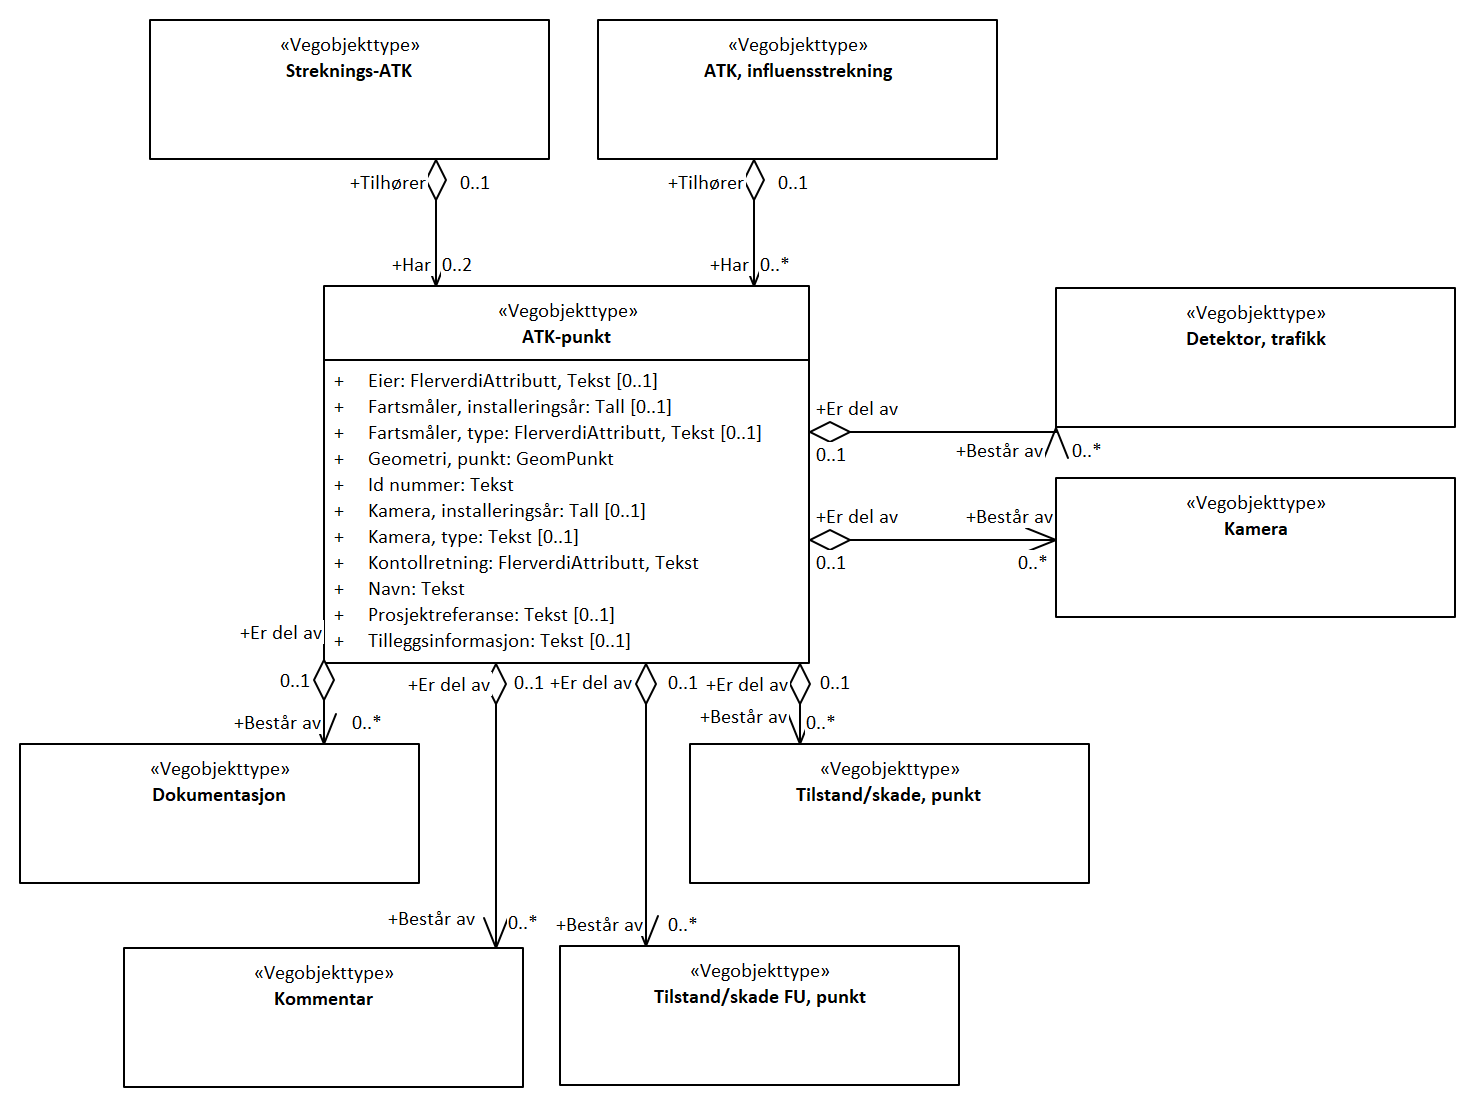 «Vegobjekttype»
Streknings-ATK
«Vegobjekttype»
ATK, influensstrekning
+Tilhører 0..1
+Tilhører 0..1
+Har 0..2
+Har 0..*
«Vegobjekttype»
ATK-punkt
+ Eier: FlerverdiAttributt, Tekst [0..1]
+ Fartsmåler, installeringsår: Tall [0..1]
+ Fartsmåler, type: FlerverdiAttributt, Tekst [0..1]
+ Geometri, punkt: GeomPunkt
+ Id nummer: Tekst
+ Kamera, installeringsår: Tall [0..1]
+ Kamera, type: Tekst [0..1]
+ Kontollretning: FlerverdiAttributt, Tekst
+ Navn: Tekst
+ Prosjektreferanse: Tekst [0..1]
+ Tilleggsinformasjon: Tekst [0..1]
«Vegobjekttype»
Detektor, trafikk
+Er del av
0..1
+Består av 0..*
«Vegobjekttype»
Kamera
+Er del av
0..1
+Består av
0..*
+Er del av
0..1
+Består av 0..*
+Er del av 0..1
+Er del av 0..1
+Er del av 0..1
+Består av 0..*
«Vegobjekttype»
Dokumentasjon
«Vegobjekttype»
Tilstand/skade, punkt
+Består av 0..*
+Består av 0..*
«Vegobjekttype»
Kommentar
«Vegobjekttype»
Tilstand/skade FU, punkt